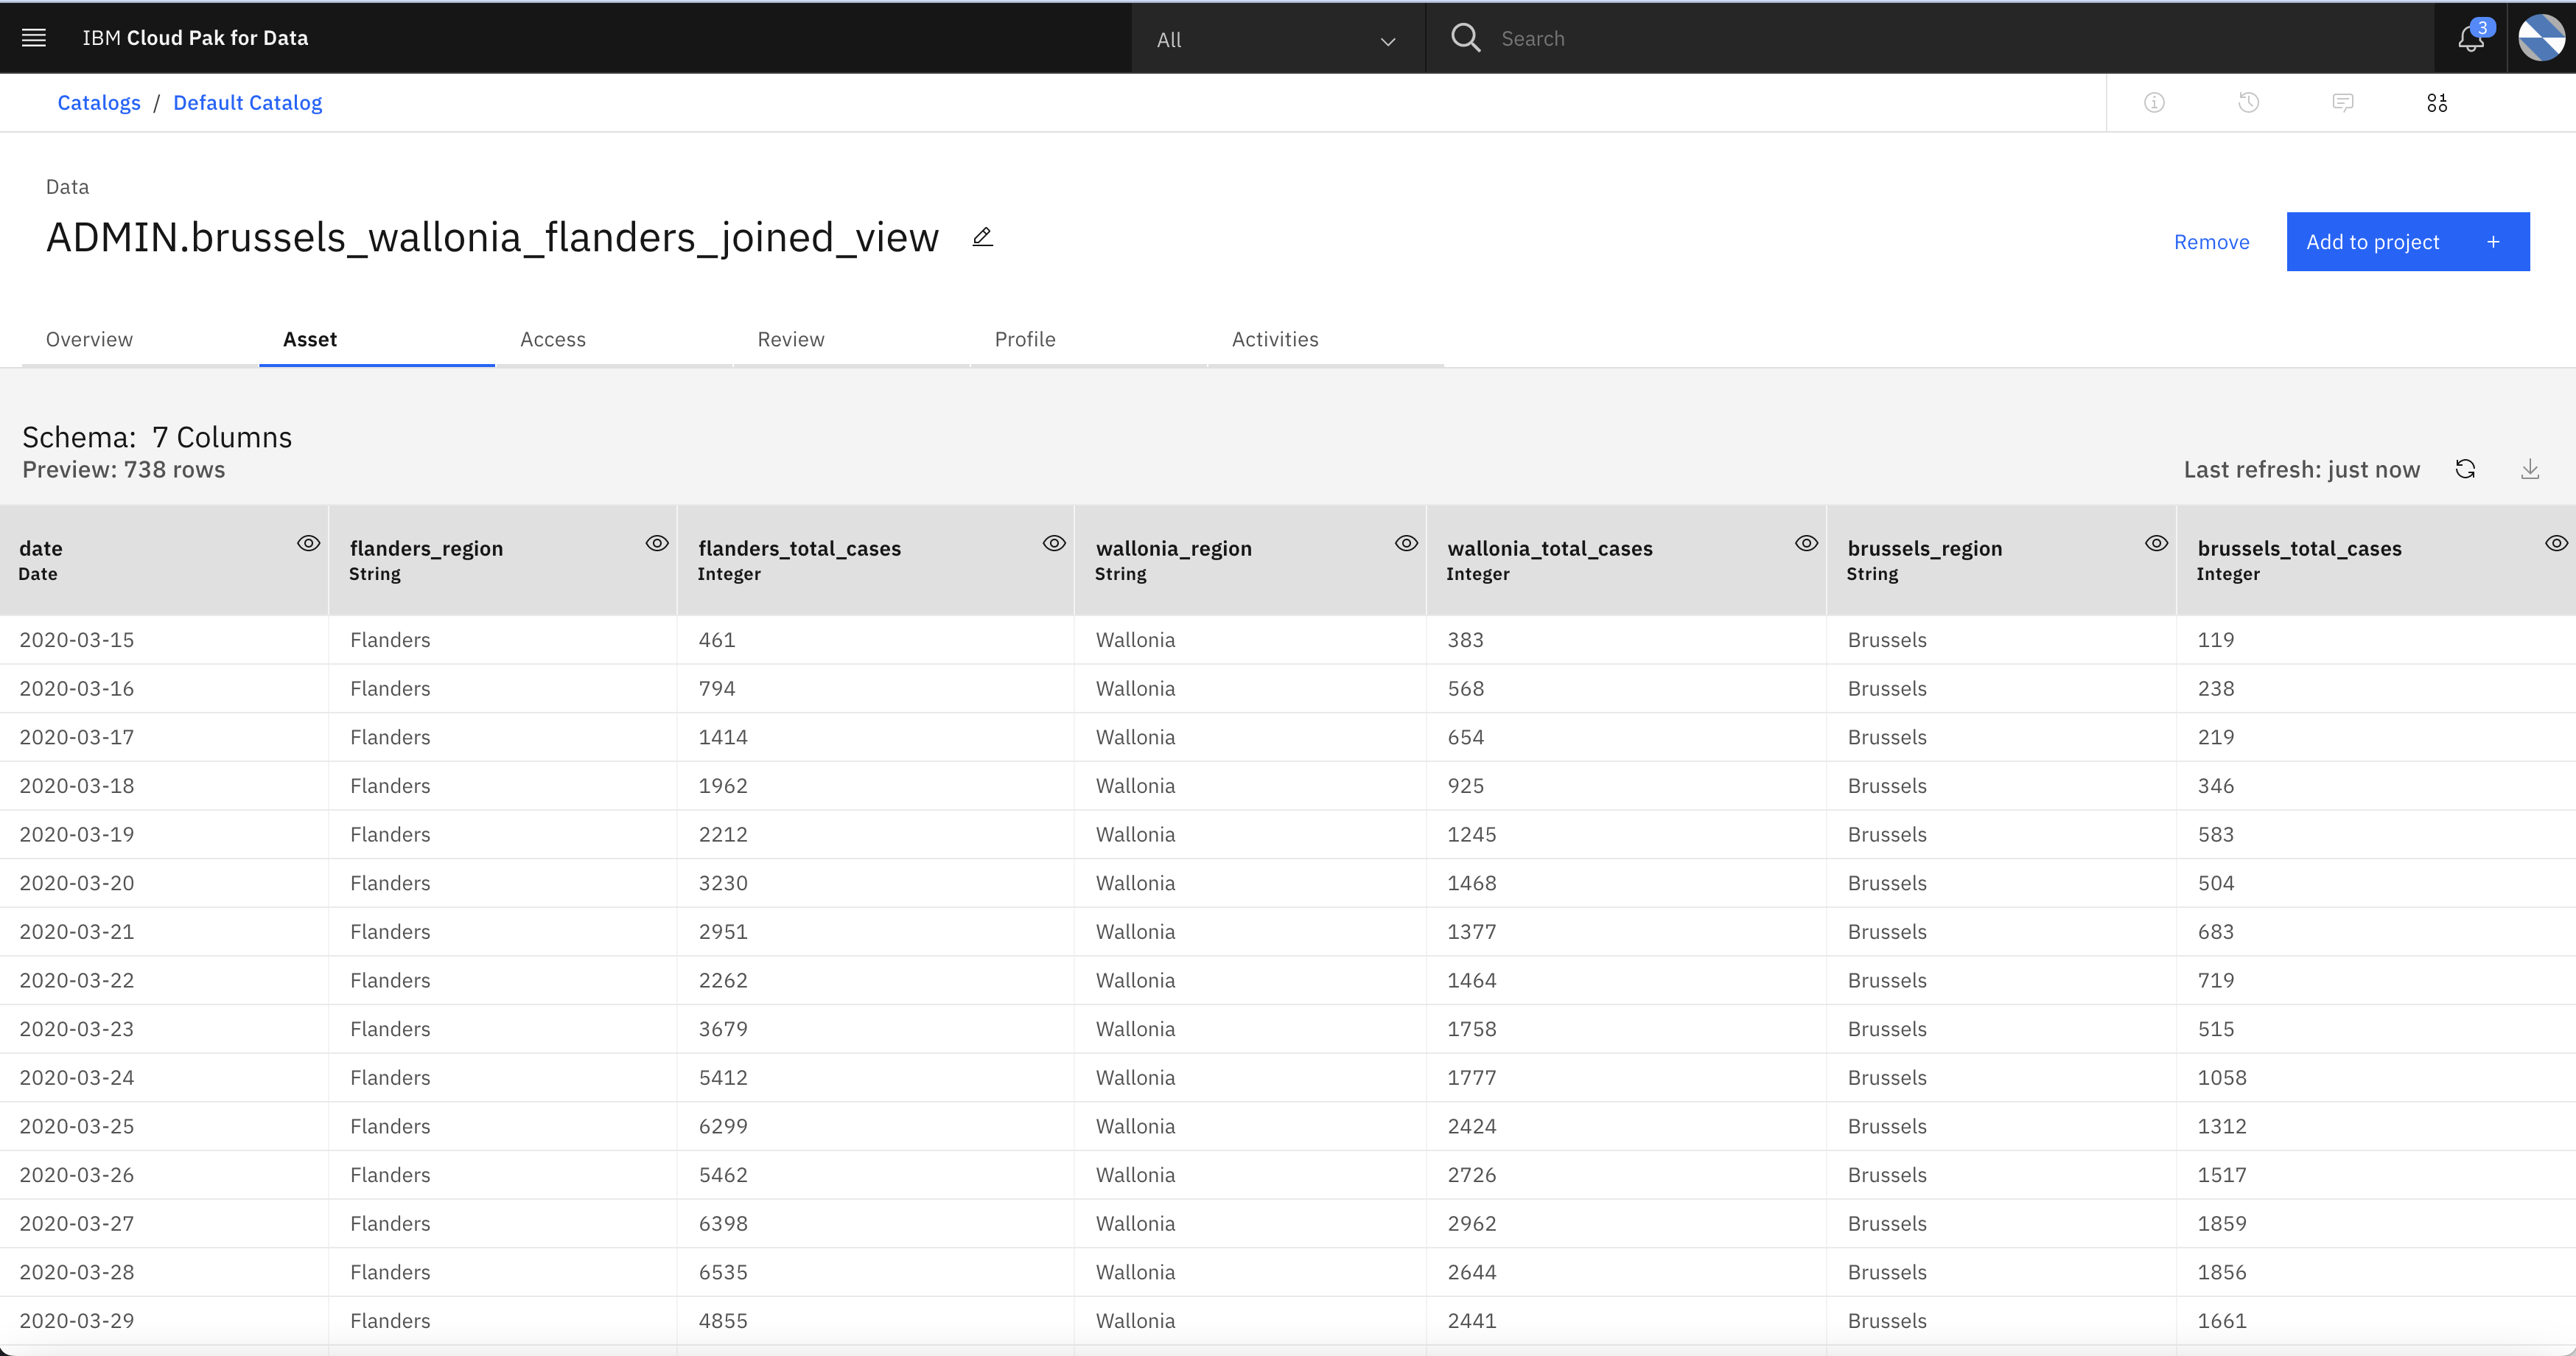 IBM Cloud Pak for Data
All
Search
3
Catalogs / Default Catalog
Data
ADMIN.brussels_wallonia_flanders_joined_view
Remove
Add to project +
Overview Asset Access Review Profile Activities
Schema: 7 Columns
Preview: 738 rows
Last refresh: just now
date flanders_region flanders_total_cases wallonia_region wallonia_total_cases brussels_region brussels_total_cases
Date String Integer String Integer String Integer
2020-03-15 Flanders 461 Wallonia 383 Brussels 119
2020-03-16 Flanders 794 Wallonia 568 Brussels 238
2020-03-17 Flanders 1414 Wallonia 654 Brussels 219
2020-03-18 Flanders 1962 Wallonia 925 Brussels 346
2020-03-19 Flanders 2212 Wallonia 1245 Brussels 583
2020-03-20 Flanders 3230 Wallonia 1468 Brussels 504
2020-03-21 Flanders 2951 Wallonia 1377 Brussels 683
2020-03-22 Flanders 2262 Wallonia 1464 Brussels 719
2020-03-23 Flanders 3679 Wallonia 1758 Brussels 515
2020-03-24 Flanders 5412 Wallonia 1777 Brussels 1058
2020-03-25 Flanders 6299 Wallonia 2424 Brussels 1312
2020-03-26 Flanders 5462 Wallonia 2726 Brussels 1517
2020-03-27 Flanders 6398 Wallonia 2962 Brussels 1859
2020-03-28 Flanders 6535 Wallonia 2644 Brussels 1856
2020-03-29 Flanders 4855 Wallonia 2441 Brussels 1661